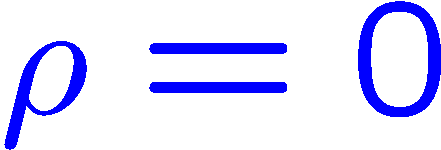 ρ = 0